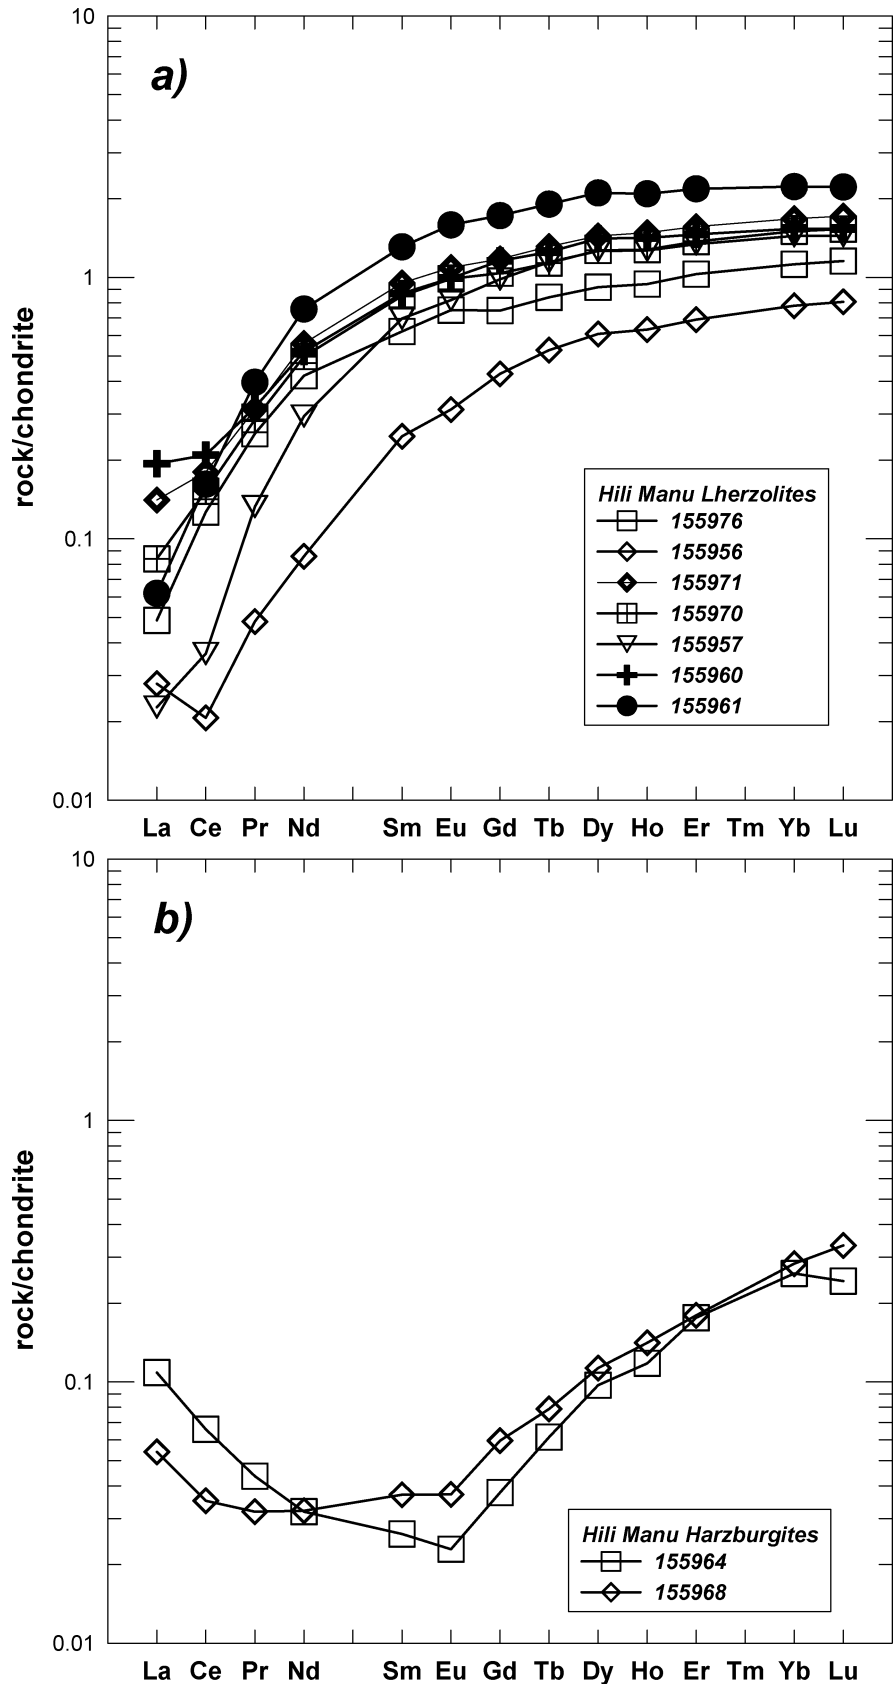 a)
10
1
0.1
0.01
rock/chondrite
Hili Manu Lherzolites
155976
155956
155971
155970
155957
155960
155961
La Ce Pr Nd Sm Eu Gd Tb Dy Ho Er Tm Yb Lu
b)
10
1
0.1
0.01
rock/chondrite
Hili Manu Harzburgites
155964
155968
La Ce Pr Nd Sm Eu Gd Tb Dy Ho Er Tm Yb Lu